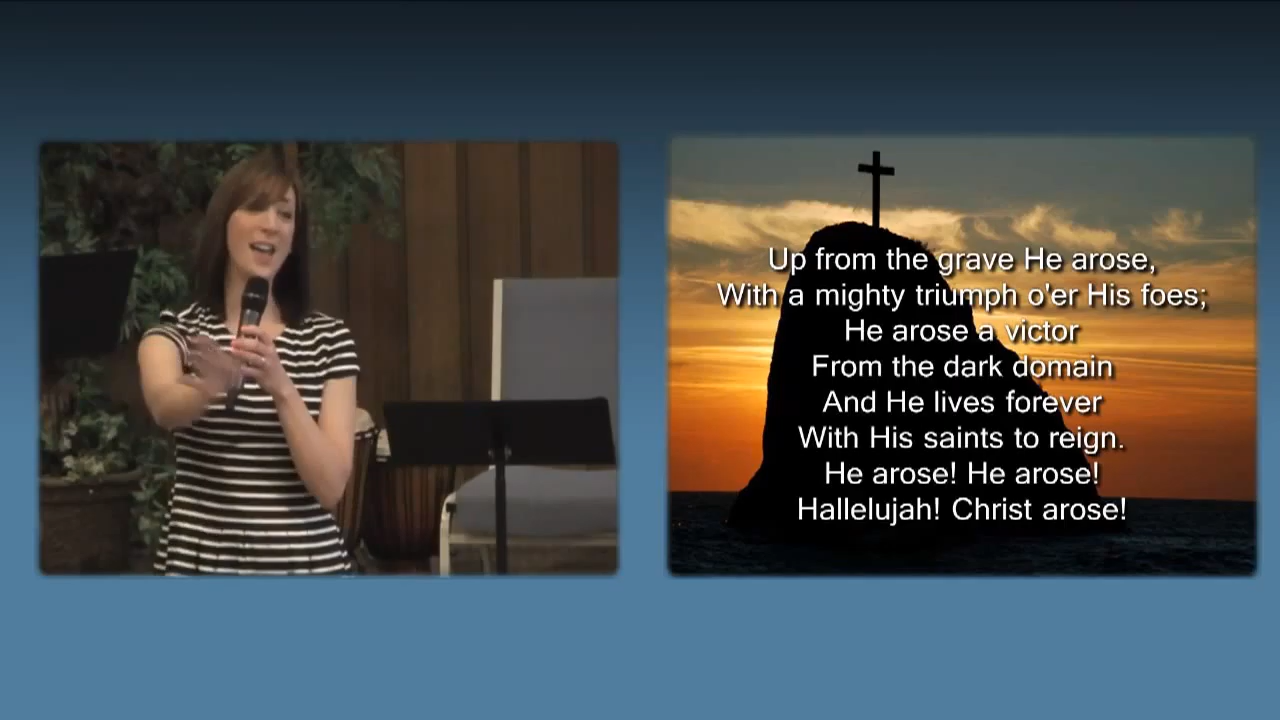 Up from the grave He arose,
With a mighty triumph o'er His foes;
He arose a victor
From the dark domain
And He lives forever
With His saints to reign.
He arose! He arose!
Hallelujah! Christ arose!